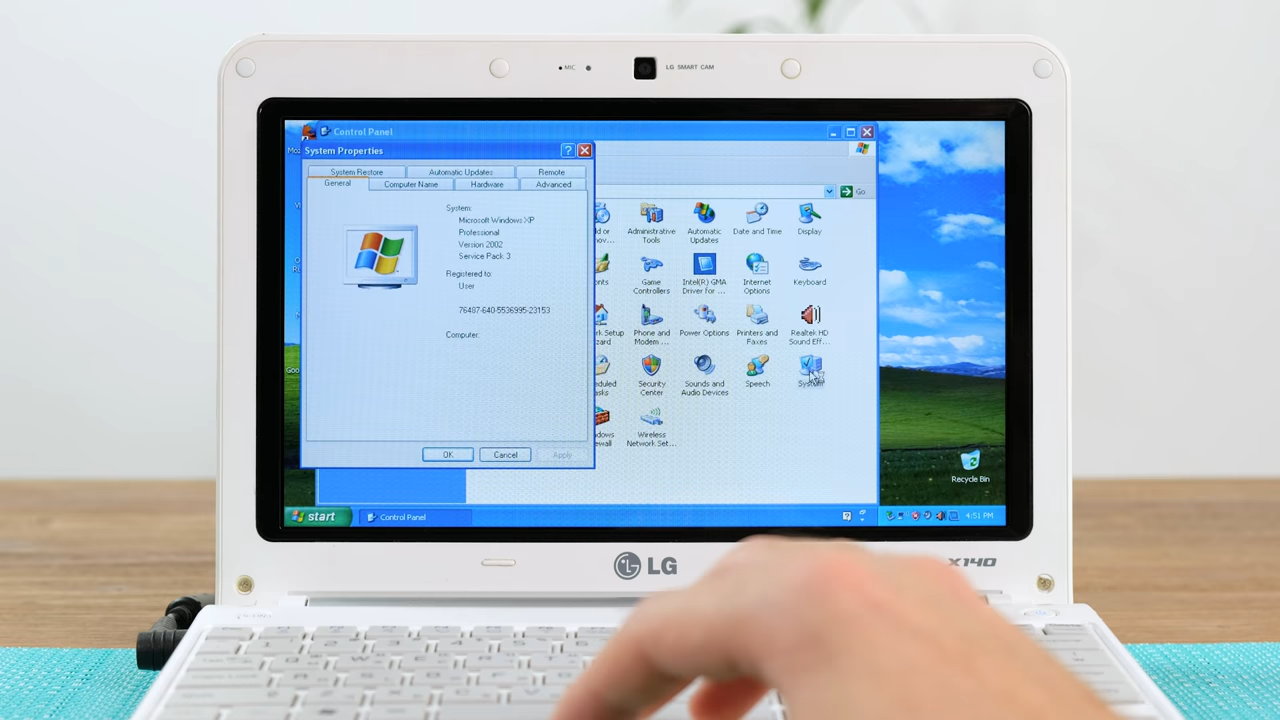 MIC
LG SMART CAM
Control Panel
System Properties
System Restore
Automatic Updates
Remote
General
Computer Name
Hardware
Advanced
System:
Microsoft Windows XP
Professional
Version 2002
Service Pack 3
Registered to:
User
76487-640-5536995-23153
Computer:
OK
Cancel
Apply
Go
Administrative
Tools
Automatic
Updates
Date and Time
Display
Game
Controllers
Intel(R) GMA
Driver for ...
Internet
Options
Keyboard
Phone and
Modem ...
Power Options
Printers and
Faxes
Realtek HD
Sound Eff...
Security
Center
Sounds and
Audio Devices
Speech
System
Wireless
Network Set...
Recycle Bin
start
Control Panel
4:51 PM
LG
X140